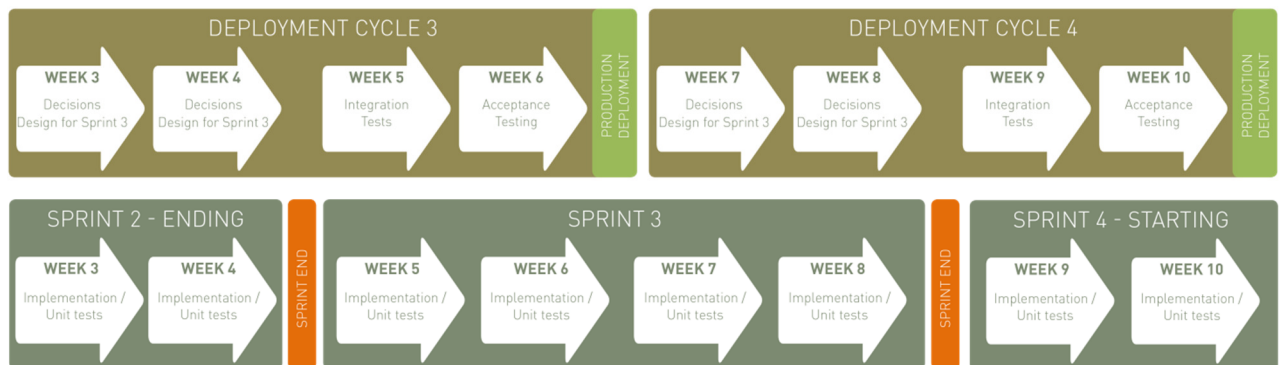 DEPLOYMENT CYCLE 3
WEEK 3
Decisions
Design for Sprint 3
WEEK 4
Decisions
Design for Sprint 3
WEEK 5
Integration
Tests
WEEK 6
Acceptance
Testing
PRODUCTION
DEPLOYMENT
DEPLOYMENT CYCLE 4
WEEK 7
Decisions
Design for Sprint 3
WEEK 8
Decisions
Design for Sprint 3
WEEK 9
Integration
Tests
WEEK 10
Acceptance
Testing
PRODUCTION
DEPLOYMENT
SPRINT 2 - ENDING
WEEK 3
Implementation /
Unit tests
WEEK 4
Implementation /
Unit tests
SPRINT END
SPRINT 3
WEEK 5
Implementation /
Unit tests
WEEK 6
Implementation /
Unit tests
WEEK 7
Implementation /
Unit tests
WEEK 8
Implementation /
Unit tests
SPRINT END
SPRINT 4 - STARTING
WEEK 9
Implementation /
Unit tests
WEEK 10
Implementation /
Unit tests